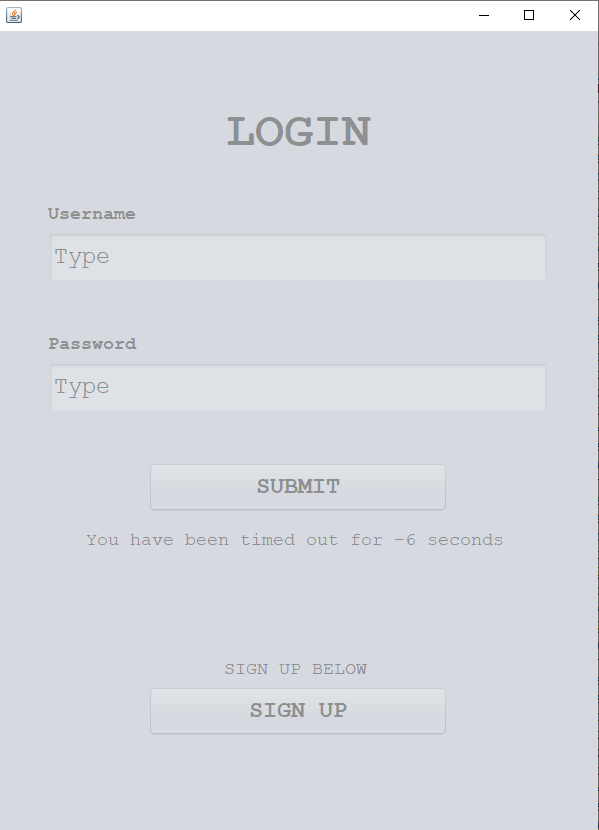 LOGIN
Username
Type
Password
Type
SUBMIT
You have been timed out for -6 seconds
SIGN UP BELOW
SIGN UP